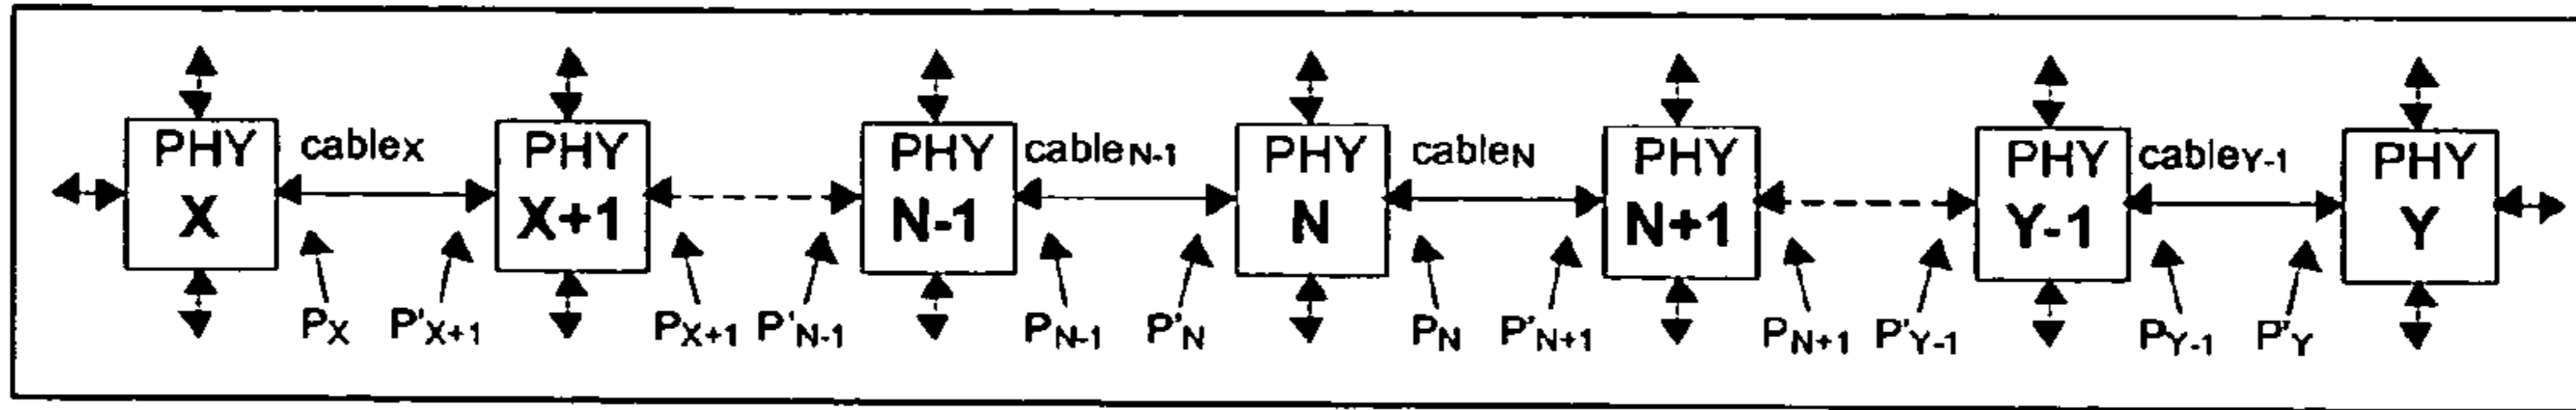 PHY cableX PHY PHY cableN-1 PHY cableN PHY PHY cableY-1 PHY
X X+1 N-1 N N+1 Y-1 Y
PX P'X+1 PX+1 P'N-1 PN-1 P'N PN P'N+1 PN+1 P'Y-1 PY-1 P'Y